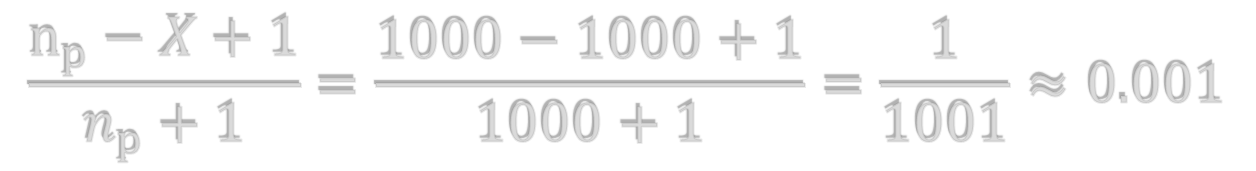 (n_p − X + 1)/(n_p + 1) = (1000 − 1000 + 1)/(1000 + 1) = 1/1001 ≈ 0.001